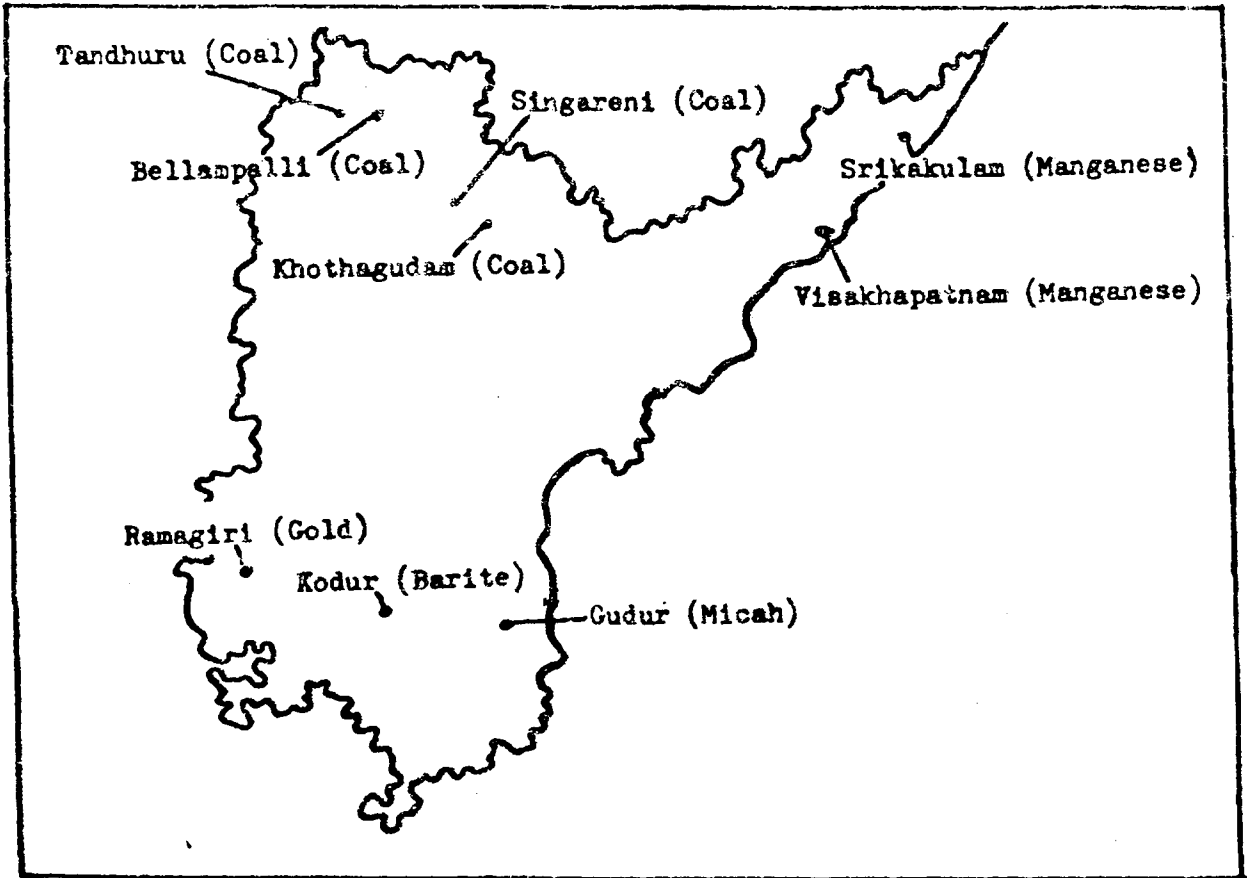 Tandhuru (Coal)
Singareni (Coal)
Bellampalli (Coal)
Srikakulam (Manganese)
Khothagudam (Coal)
Visakhapatnam (Manganese)
Ramagiri (Gold)
Kodur (Barite)
Gudur (Micah)